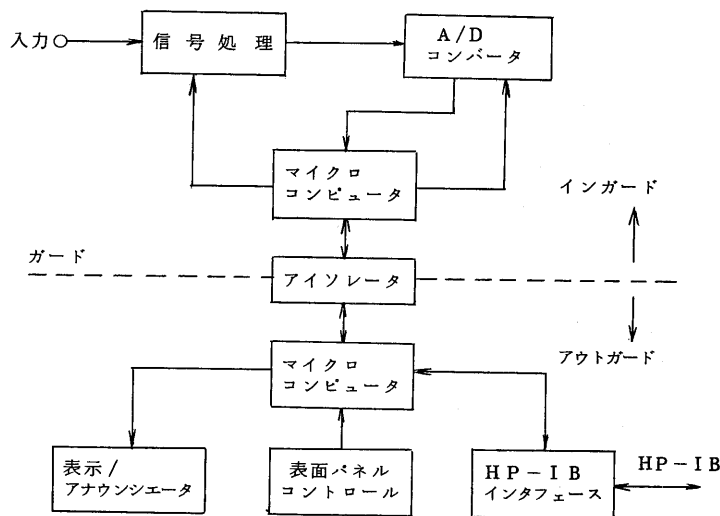 入力
信号処理
A/D
コンバータ
マイクロ
コンピュータ
インガード
ガード
アイソレータ
アウトガード
マイクロ
コンピュータ
表示/
アナウンシエータ
表面パネル
コントロール
HP-IB
インタフェース
HP-IB